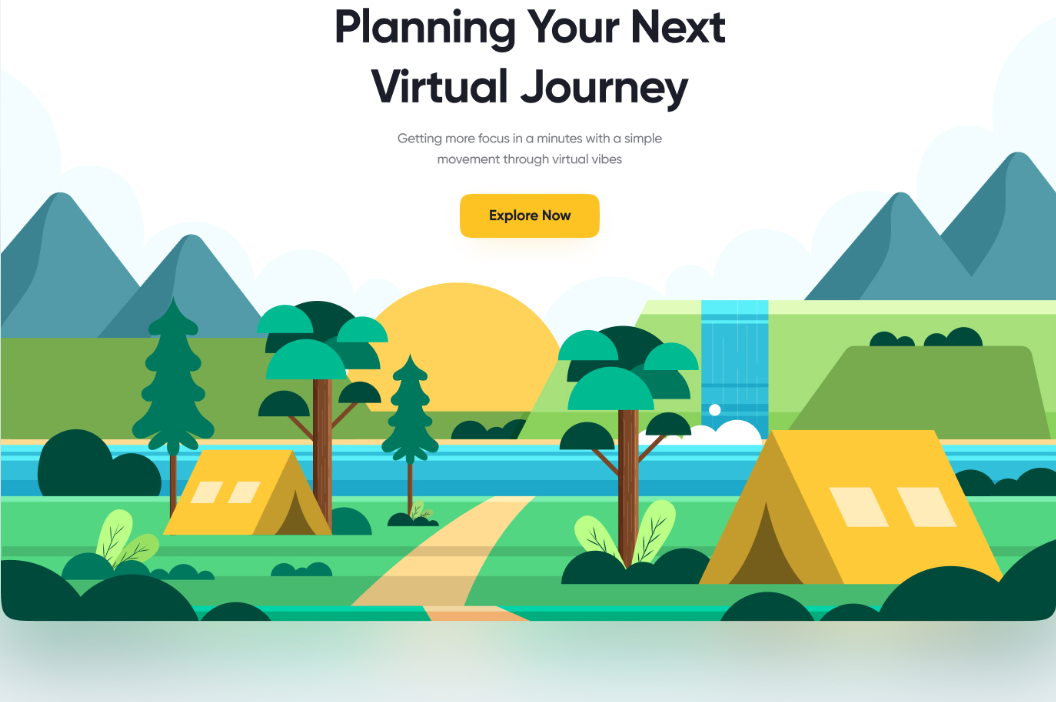 Planning Your Next
Virtual Journey
Getting more focus in a minutes with a simple
movement through virtual vibes
Explore Now